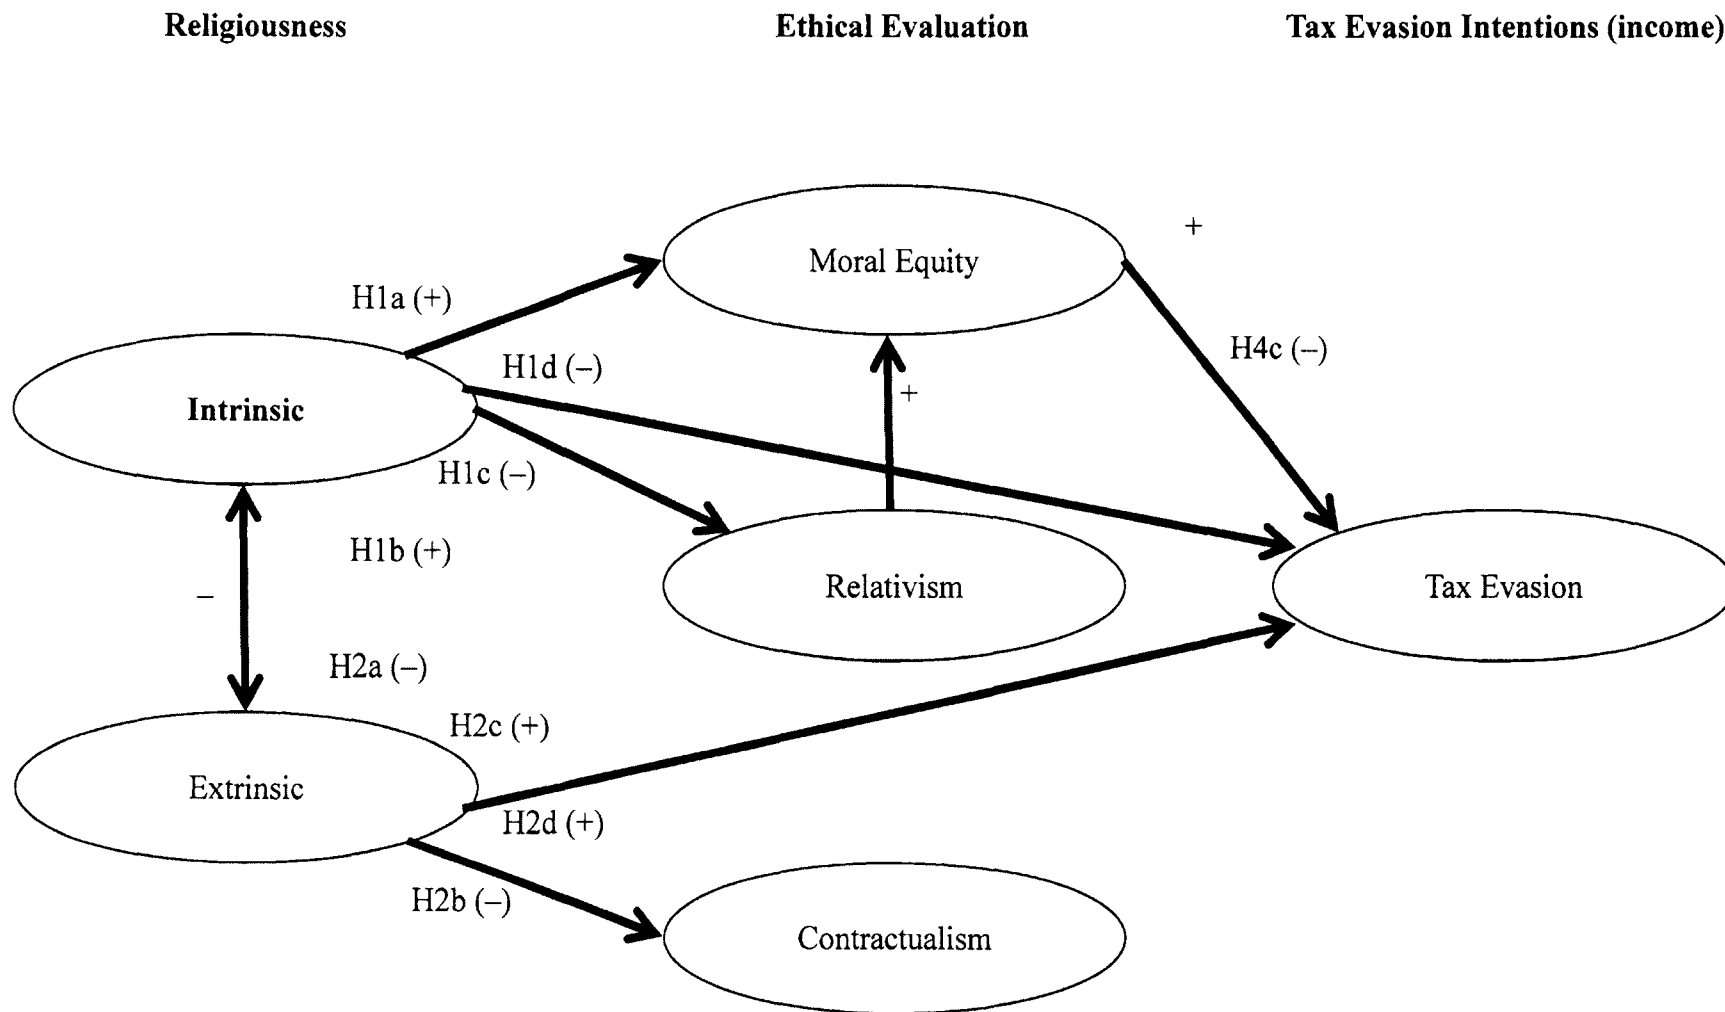 Religiousness
Ethical Evaluation
Tax Evasion Intentions (income)
+
Moral Equity
H1a (+)
H4c (–)
H1d (–)
+
Intrinsic
H1c (–)
H1b (+)
–
Relativism
Tax Evasion
H2a (–)
H2c (+)
Extrinsic
H2d (+)
H2b (–)
Contractualism